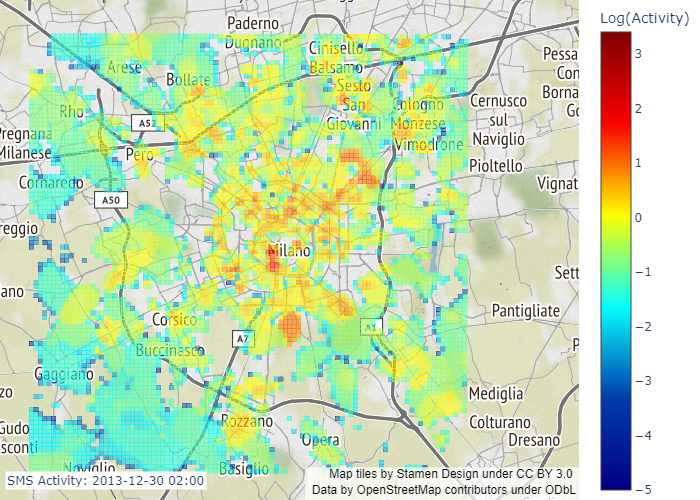 Log(Activity)
Paderno
Dugnano
Cinisello
Balsamo
Pessa
Con
Borna
Go
Arese
Bollate
Sesto
San
Giovanni
Cologno
Monzese
Cernusco
sul
Naviglio
Rho
A52
Pregnana
Milanese
Pero
Vimodrone
Pioltello
Cornaredo
Vignat
A50
reggio
Milano
Sett
ano
Pantigliate
Corsico
A1
A7
Buccinasco
P
Gaggiano
Mediglia
zo
Rozzano
Colturano
Gudo
sconti
Opera
Dresano
Noviglio
Basiglio
SMS Activity: 2013-12-30 02:00
Map tiles by Stamen Design under CC BY 3.0
Data by OpenStreetMap contributors under ODbL
3
2
1
0
−1
−2
−3
−4
−5